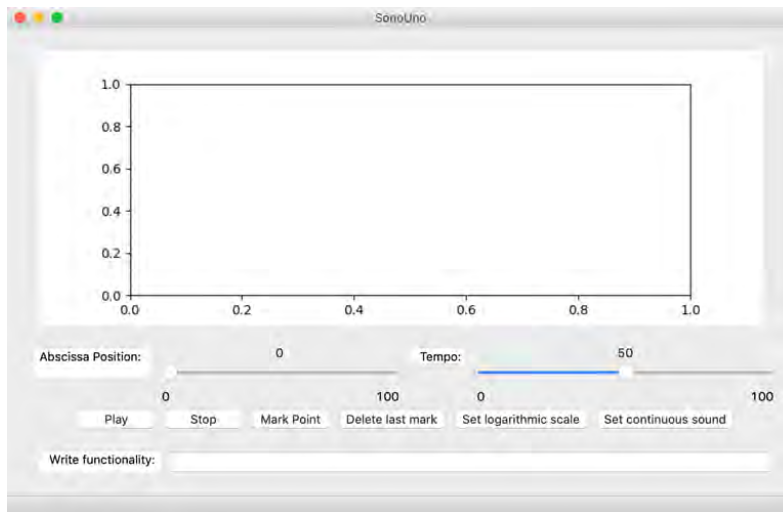 SonoUno
1.0
0.8
0.6
0.4
0.2
0.0
0.0 0.2 0.4 0.6 0.8 1.0
Abscissa Position: 0 Tempo: 50
0 100 0 100
Play Stop Mark Point Delete last mark Set logarithmic scale Set continuous sound
Write functionality: